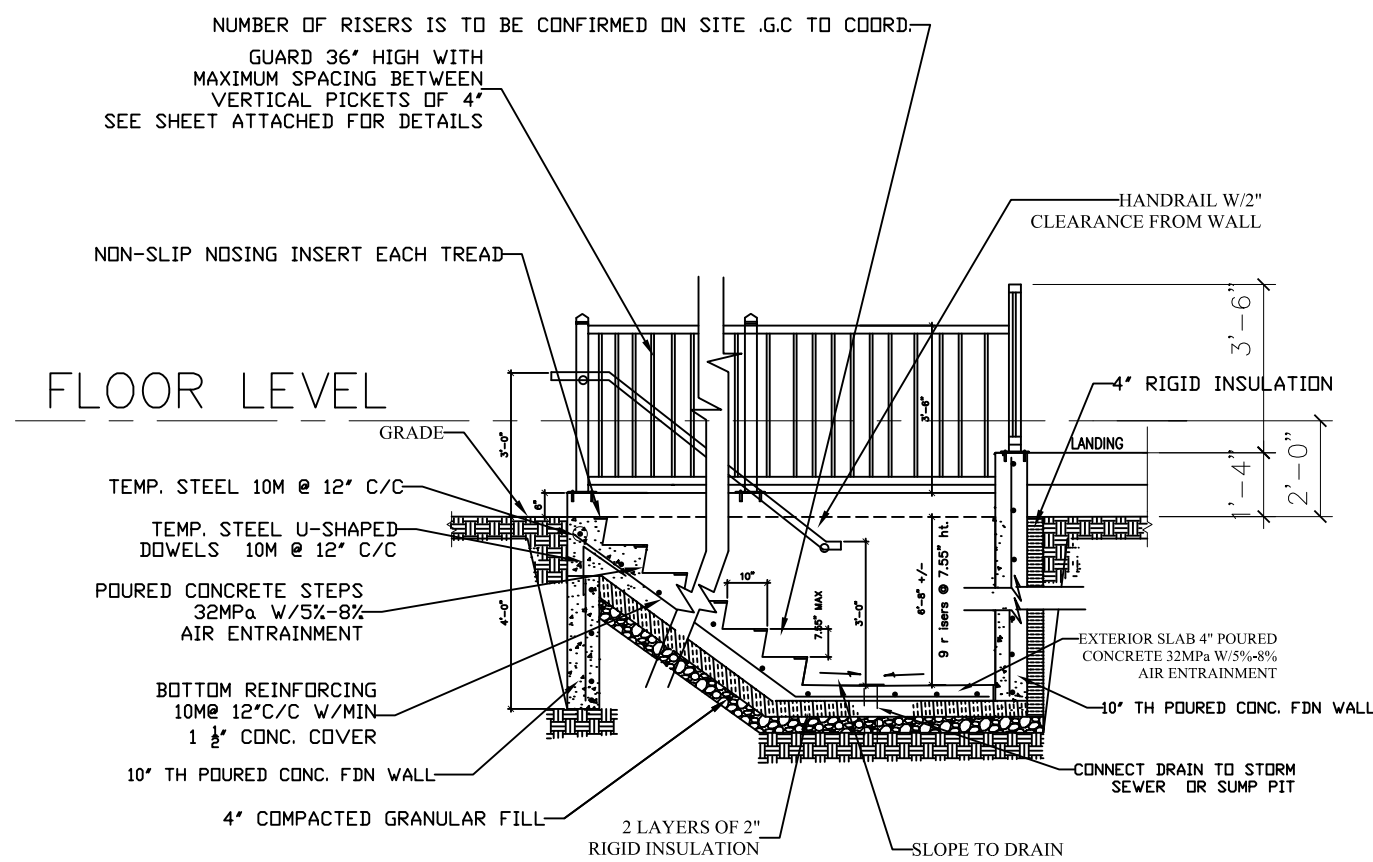 NUMBER OF RISERS IS TO BE CONFIRMED ON SITE .G.C TO COORD.
GUARD 36" HIGH WITH
MAXIMUM SPACING BETWEEN
VERTICAL PICKETS OF 4"
SEE SHEET ATTACHED FOR DETAILS
HANDRAIL W/2"
CLEARANCE FROM WALL
NON-SLIP NOSING INSERT EACH TREAD
3'-6"
FLOOR LEVEL
4" RIGID INSULATION
3'-6"
GRADE
3'-0"
LANDING
1'-4"
2'-0"
TEMP. STEEL 10M @ 12" C/C
6"
TEMP. STEEL U-SHAPED
DOWELS 10M @ 12" C/C
POURED CONCRETE STEPS
32MPa W/5%-8%
AIR ENTRAINMENT
4'-0"
10"
7.55" MAX
3'-0"
6'-8" +/-
9 r isers @ 7.55" ht.
EXTERIOR SLAB 4" POURED
CONCRETE 32MPa W/5%-8%
AIR ENTRAINMENT
BOTTOM REINFORCING
10M@ 12"C/C W/MIN
1 1/2" CONC. COVER
10" TH POURED CONC. FDN WALL
10" TH POURED CONC. FDN WALL
CONNECT DRAIN TO STORM
SEWER OR SUMP PIT
4" COMPACTED GRANULAR FILL
2 LAYERS OF 2"
RIGID INSULATION
SLOPE TO DRAIN